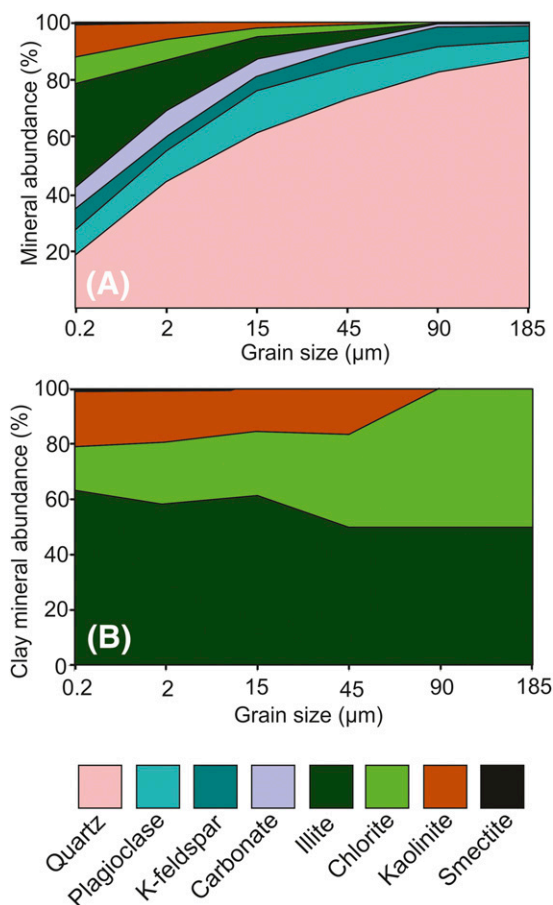 Mineral abundance (%)
100
80
60
40
20
(A)
0.2 2 15 45 90 185
Grain size (µm)
Clay mineral abundance (%)
100
80
60
40
20
0
(B)
0.2 2 15 45 90 185
Grain size (µm)
Quartz
Plagioclase
K-feldspar
Carbonate
Illite
Chlorite
Kaolinite
Smectite